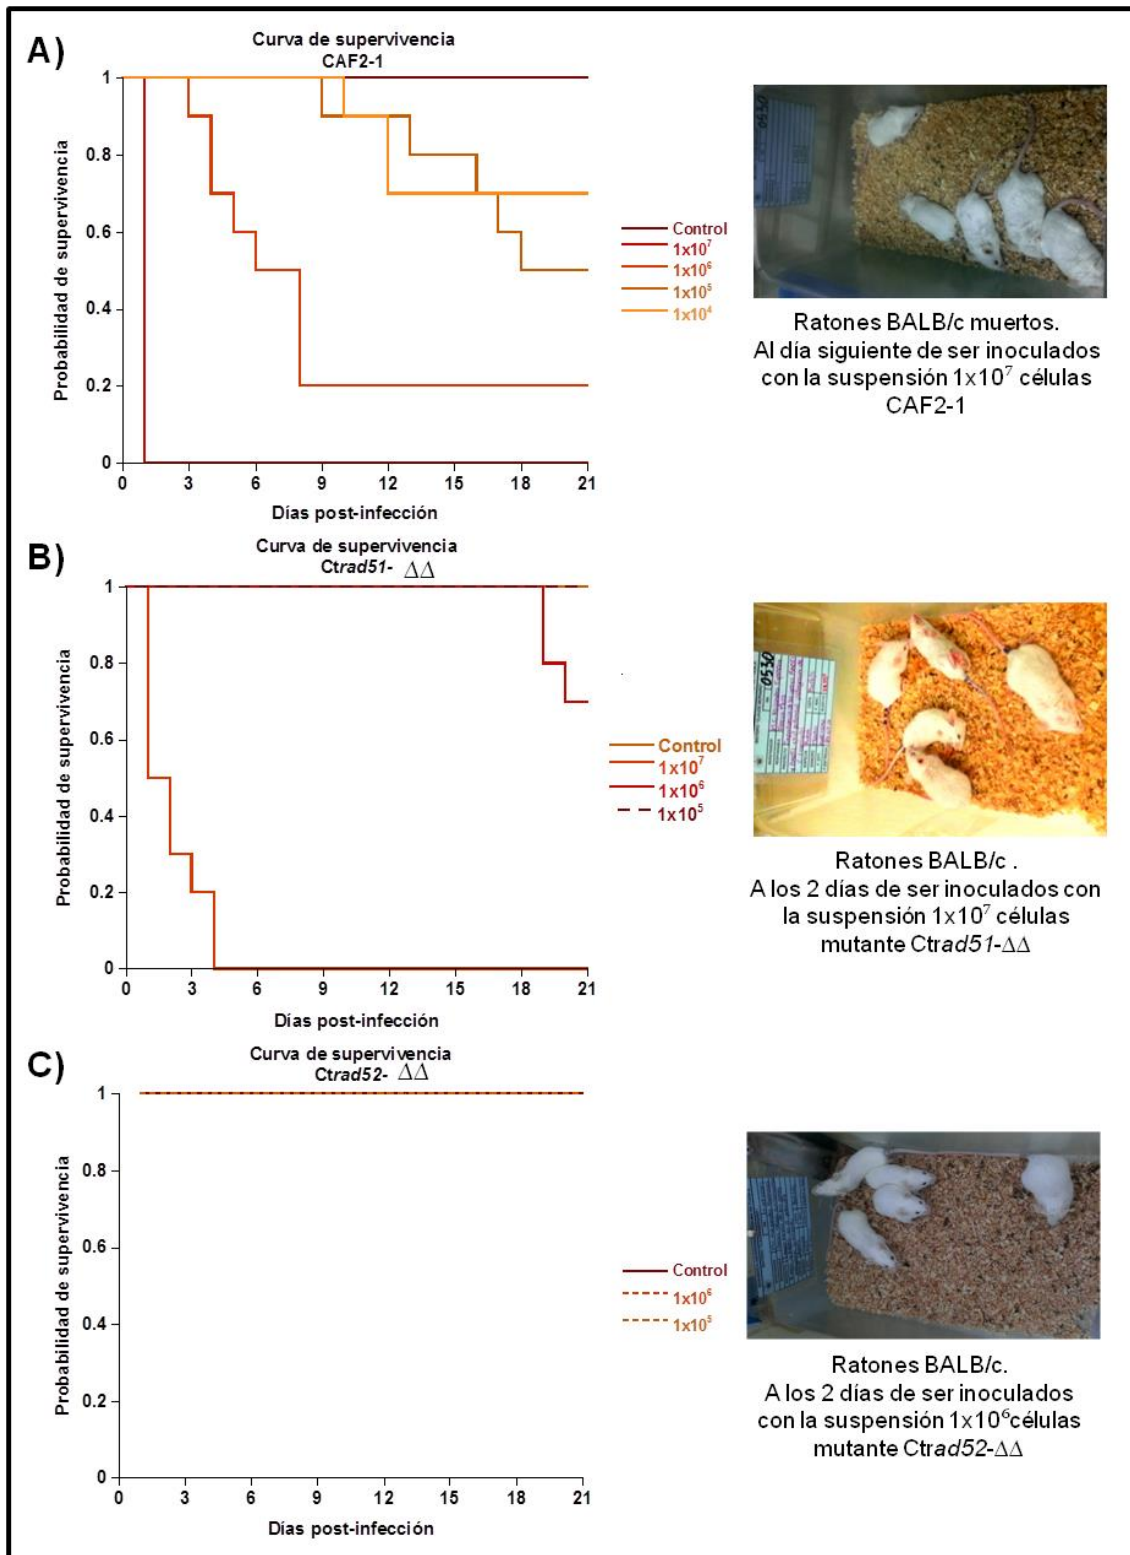 A)
Curva de supervivencia
CAF2-1
Probabilidad de supervivencia
1
0.8
0.6
0.4
0.2
0
0 3 6 9 12 15 18 21
Días post-infección
Control
1x10⁷
1x10⁶
1x10⁵
1x10⁴
0530
Ratones BALB/c muertos.
Al día siguiente de ser inoculados
con la suspensión 1x10⁷ células
CAF2-1
B)
Curva de supervivencia
Ctrad51- ΔΔ
Probabilidad de supervivencia
1
0.8
0.6
0.4
0.2
0
0 3 6 9 12 15 18 21
Días post-infección
Control
1x10⁷
1x10⁶
1x10⁵
0530
Ratones BALB/c .
A los 2 días de ser inoculados con
la suspensión 1x10⁷ células
mutante Ctrad51-ΔΔ
C)
Curva de supervivencia
Ctrad52- ΔΔ
Probabilidad de supervivencia
1
0.8
0.6
0.4
0.2
0
0 3 6 9 12 15 18 21
Días post-infección
Control
1x10⁶
1x10⁵
Ratones BALB/c.
A los 2 días de ser inoculados
con la suspensión 1x10⁶células
mutante Ctrad52-ΔΔ